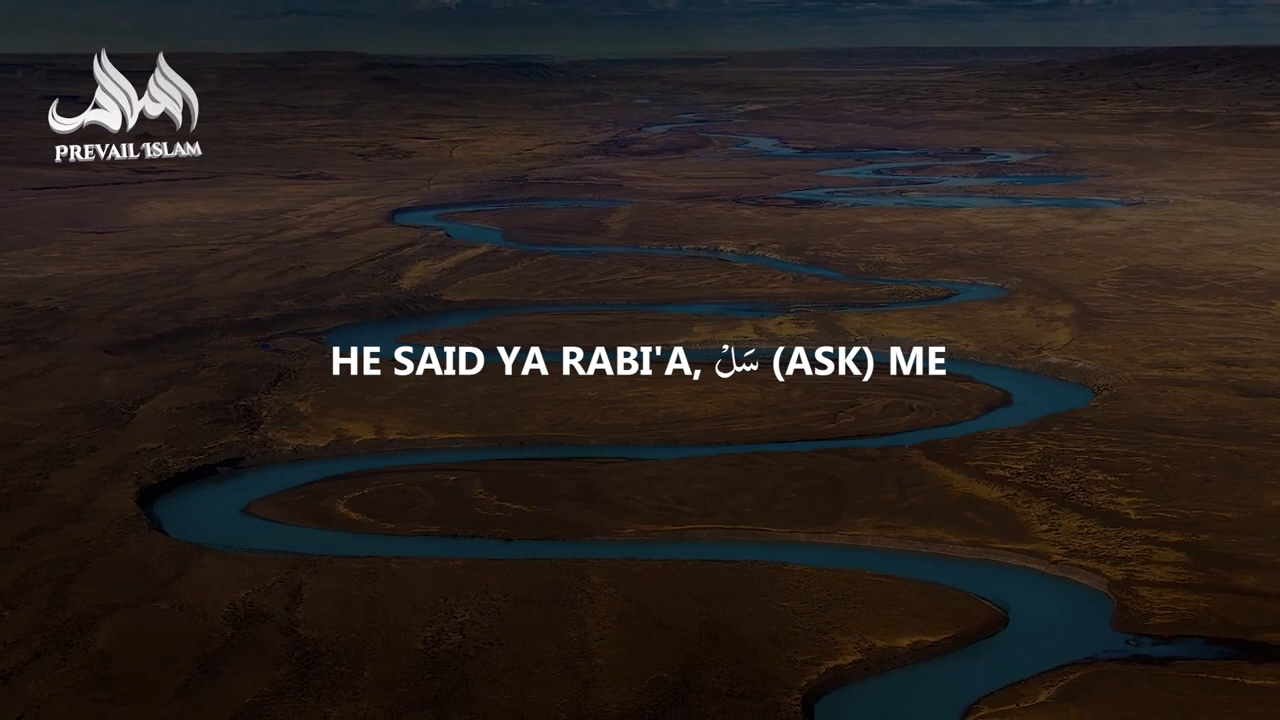 PREVAIL ISLAM
HE SAID YA RABI'A, سَلْ (ASK) ME